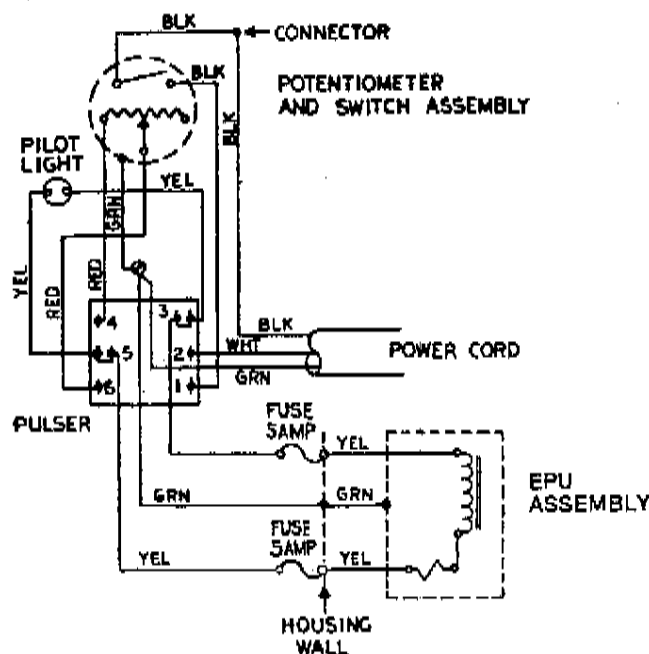 BLK
CONNECTOR
BLK
POTENTIOMETER
AND SWITCH ASSEMBLY
BLK
PILOT
LIGHT
YEL
GRN
YEL
RED
RED
4
3
5
2
6
1
BLK
WHT
GRN
POWER CORD
PULSER
FUSE
5AMP
YEL
GRN
GRN
EPU
ASSEMBLY
FUSE
5AMP
YEL
YEL
HOUSING
WALL